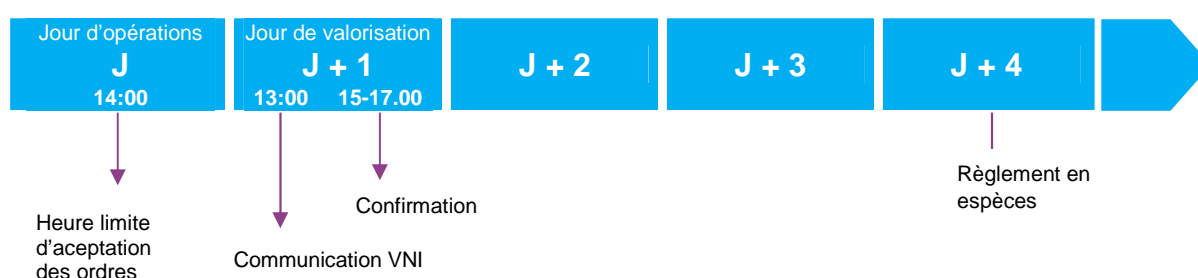 Jour d'opérations
J
14:00
Jour de valorisation
J + 1
13:00 15-17.00
J + 2
J + 3
J + 4
Heure limite
d'aceptation
des ordres
Communication VNI
Confirmation
Règlement en
espèces